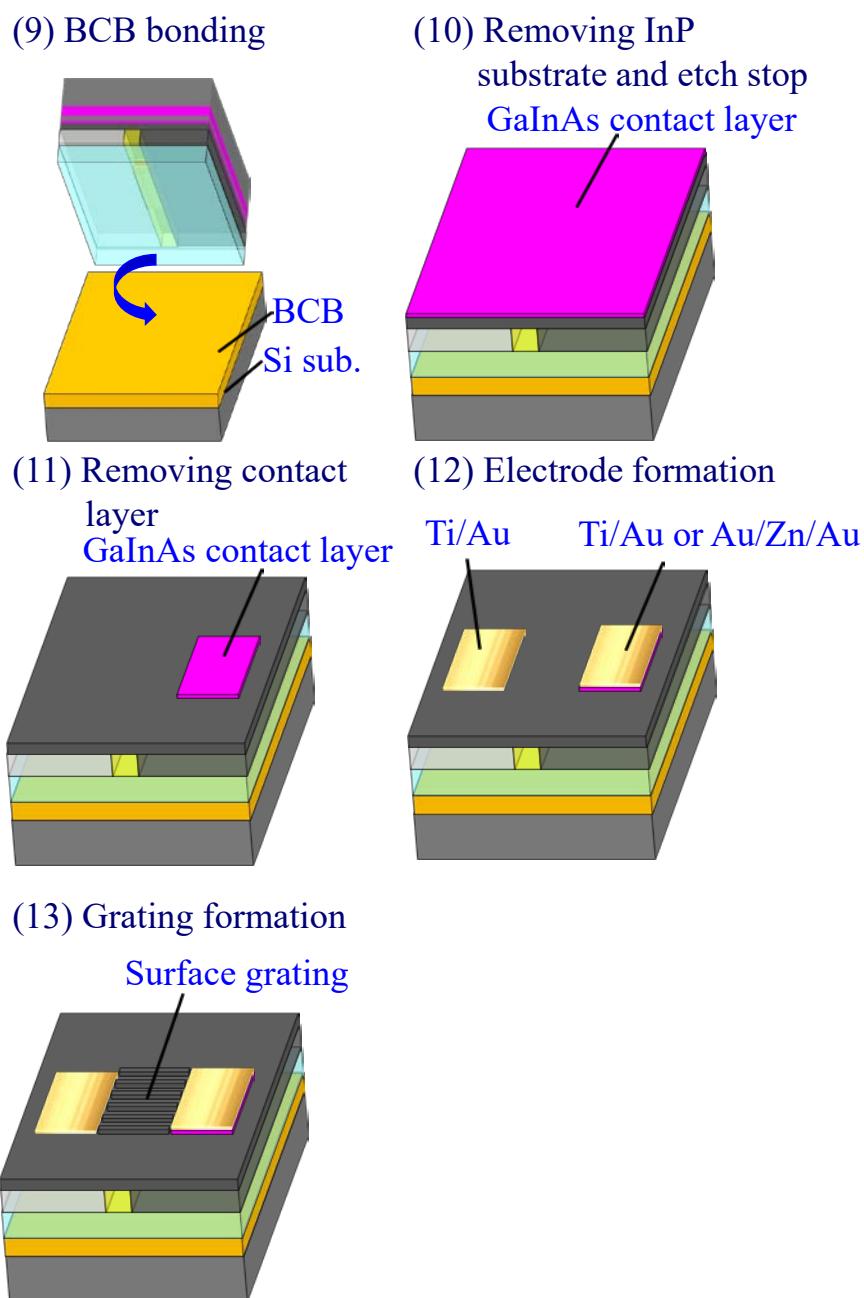 (9) BCB bonding
BCB
Si sub.
(10) Removing InP
substrate and etch stop
GaInAs contact layer
(11) Removing contact
layer
GaInAs contact layer
(12) Electrode formation
Ti/Au
Ti/Au or Au/Zn/Au
(13) Grating formation
Surface grating